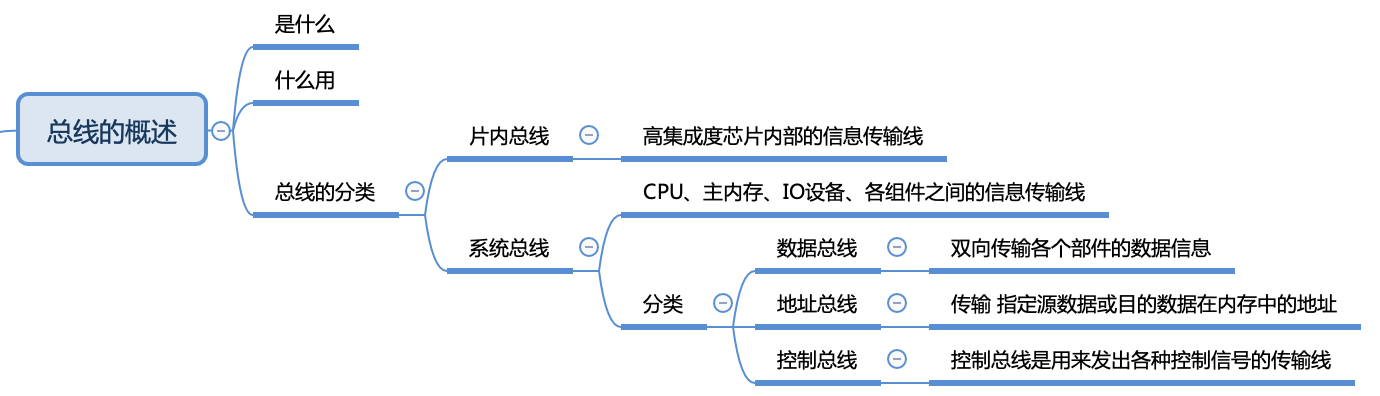 总线的概述
是什么
什么用
总线的分类
片内总线
高集成度芯片内部的信息传输线
系统总线
CPU、主内存、IO设备、各组件之间的信息传输线
分类
数据总线
双向传输各个部件的数据信息
地址总线
传输 指定源数据或目的数据在内存中的地址
控制总线
控制总线是用来发出各种控制信号的传输线